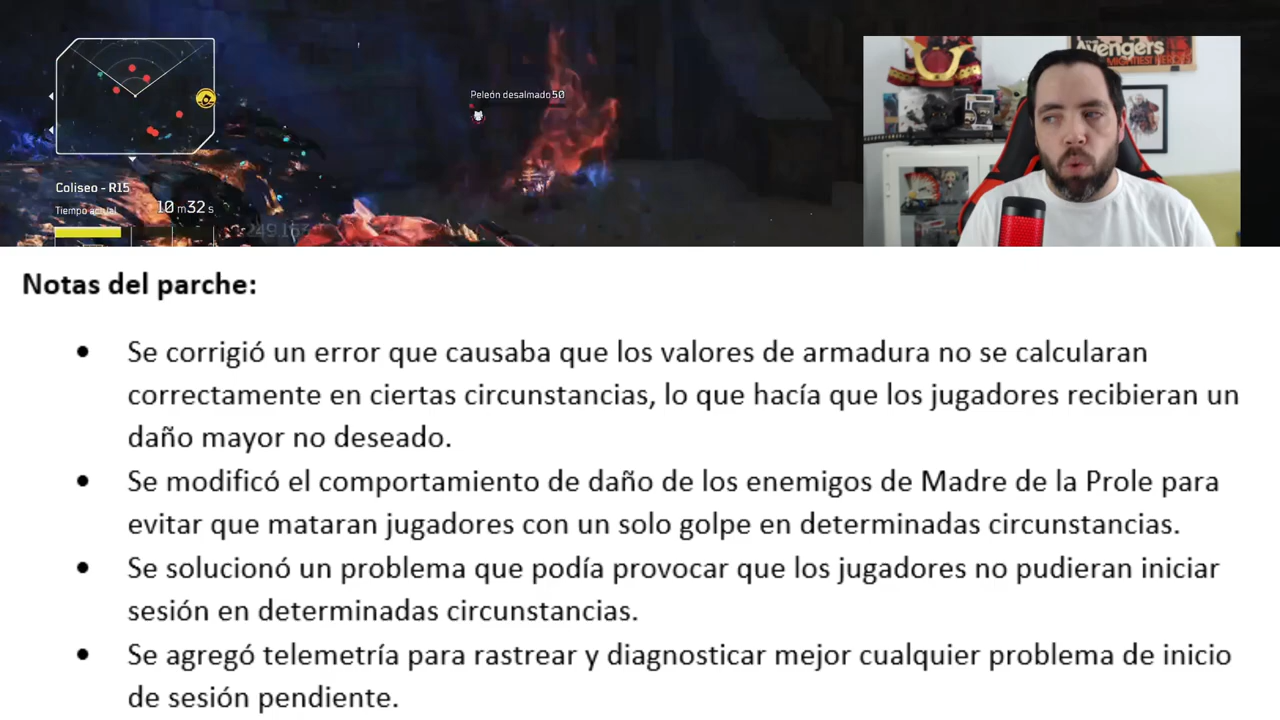 Avengers
MIGHTIEST HEROES
Peleón desalmado 50
Coliseo - R15
Tiempo actual 10 m 32 s
Notas del parche:
• Se corrigió un error que causaba que los valores de armadura no se calcularan
correctamente en ciertas circunstancias, lo que hacía que los jugadores recibieran un
daño mayor no deseado.
• Se modificó el comportamiento de daño de los enemigos de Madre de la Prole para
evitar que mataran jugadores con un solo golpe en determinadas circunstancias.
• Se solucionó un problema que podía provocar que los jugadores no pudieran iniciar
sesión en determinadas circunstancias.
• Se agregó telemetría para rastrear y diagnosticar mejor cualquier problema de inicio
de sesión pendiente.